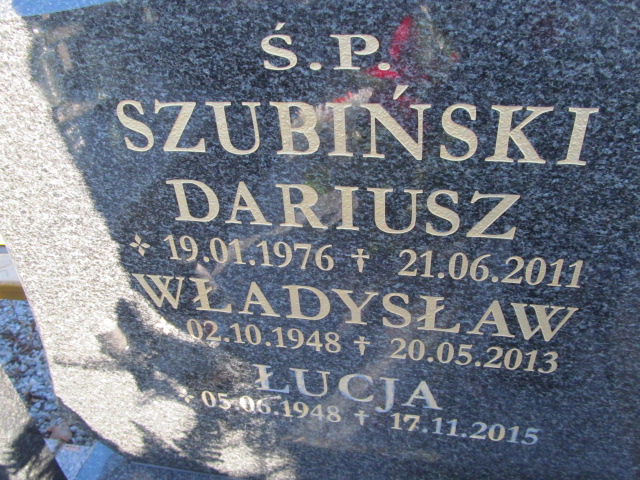 Ś.P.
SZUBIŃSKI
DARIUSZ
19.01.1976 † 21.06.2011
WŁADYSŁAW
02.10.1948 † 20.05.2013
ŁUCJA
05.06.1948 † 17.11.2015